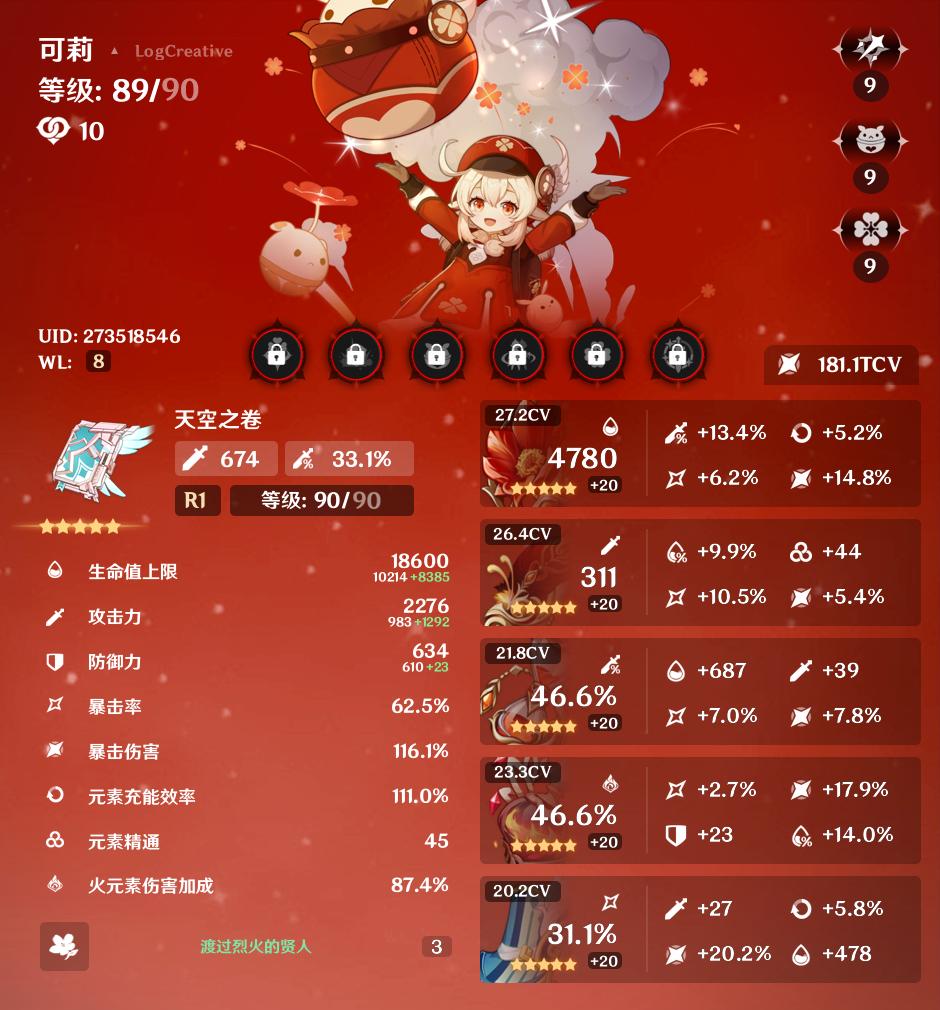 可莉 ▲ LogCreative
等级: 89/90
10
9
9
9
UID: 273518546
WL: 8
181.1TCV
天空之卷
674 33.1%
R1 等级: 90/90
生命值上限 18600
10214 +8385
攻击力 2276
983 +1292
防御力 634
610 +23
暴击率 62.5%
暴击伤害 116.1%
元素充能效率 111.0%
元素精通 45
火元素伤害加成 87.4%
渡过烈火的贤人 3
27.2CV
4780
+20
+13.4% +5.2%
+6.2% +14.8%
26.4CV
311
+20
+9.9% +44
+10.5% +5.4%
21.8CV
46.6%
+20
+687 +39
+7.0% +7.8%
23.3CV
46.6%
+20
+2.7% +17.9%
+23 +14.0%
20.2CV
31.1%
+20
+27 +5.8%
+20.2% +478